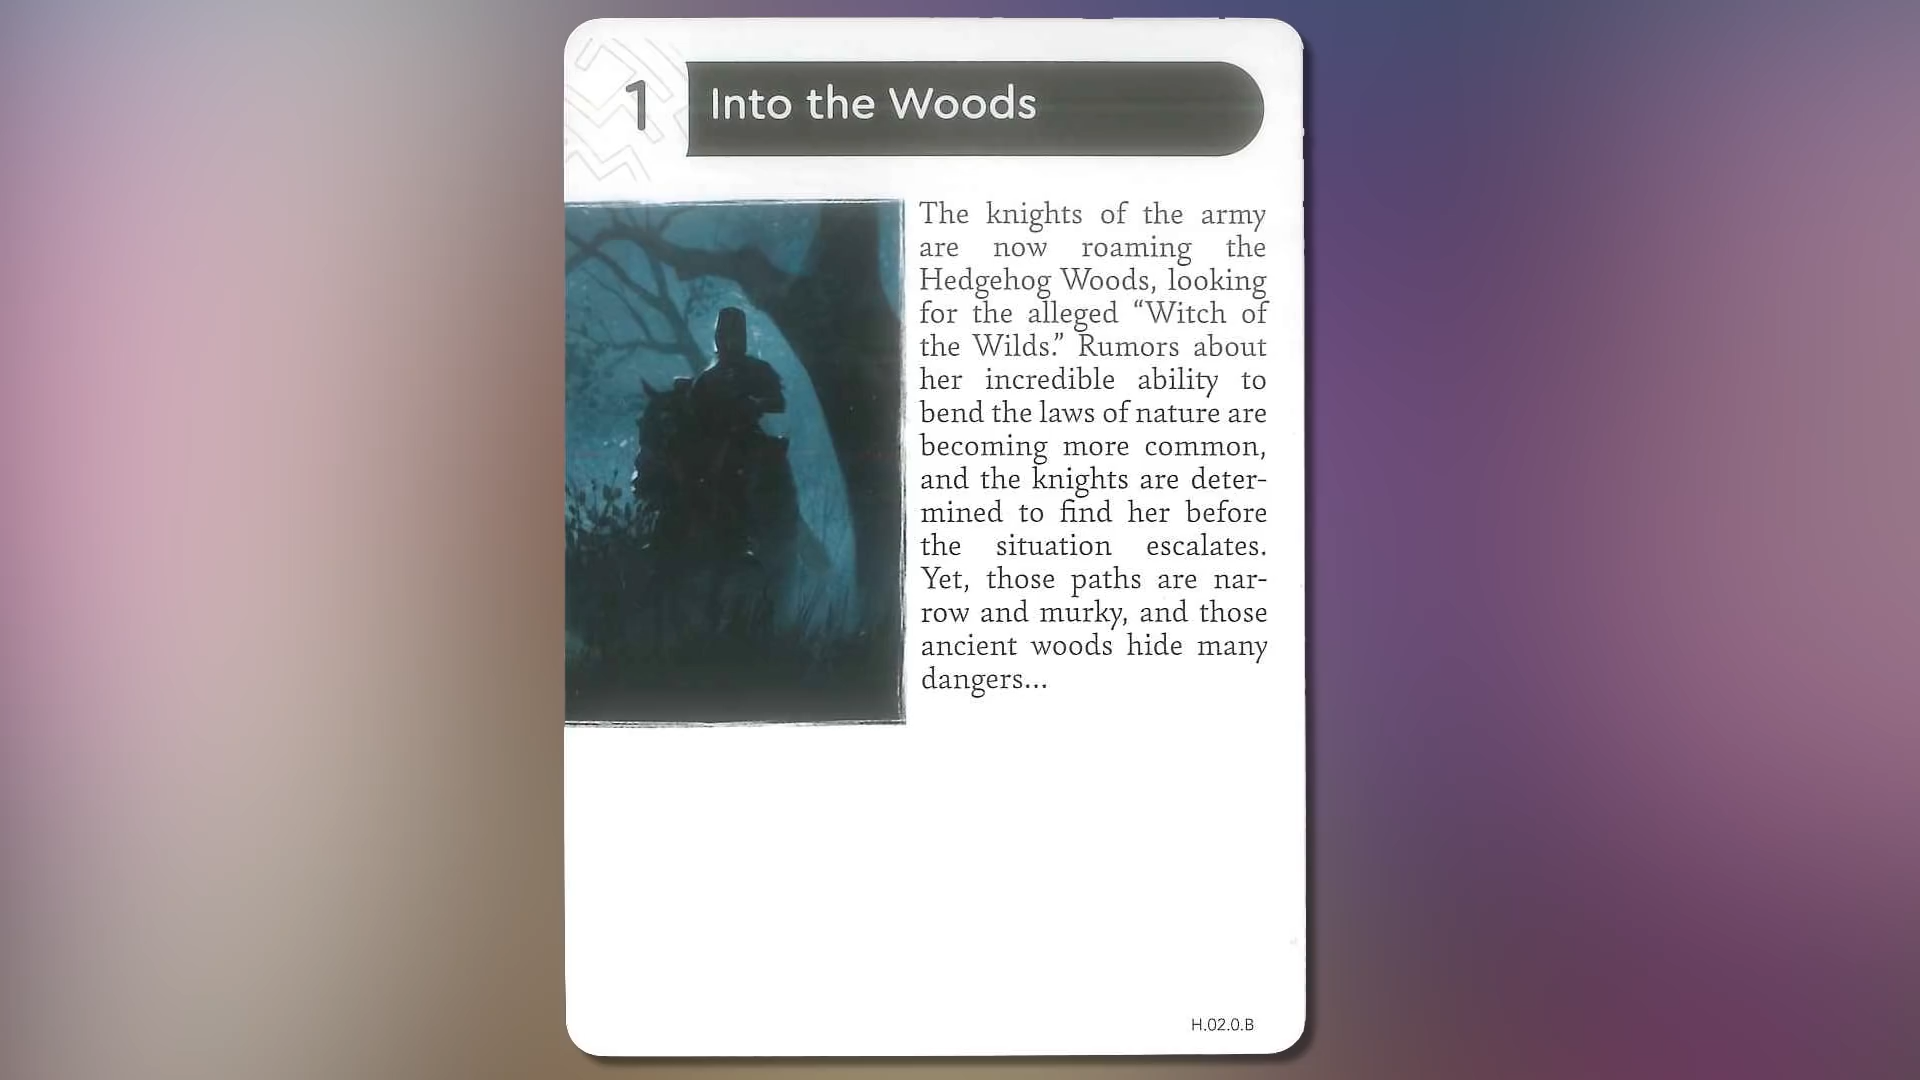 1 Into the Woods
The knights of the army
are now roaming the
Hedgehog Woods, looking
for the alleged “Witch of
the Wilds.” Rumors about
her incredible ability to
bend the laws of nature are
becoming more common,
and the knights are deter-
mined to find her before
the situation escalates.
Yet, those paths are nar-
row and murky, and those
ancient woods hide many
dangers...
H.02.0.B